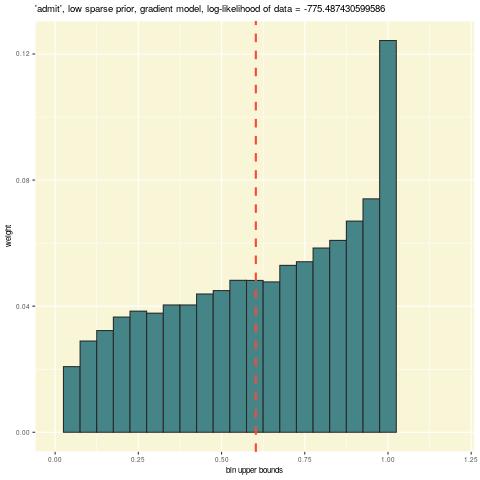 'admit', low sparse prior, gradient model, log-likelihood of data = -775.487430599586
0.12
0.08
0.04
0.00
weight
0.00 0.25 0.50 0.75 1.00 1.25
bin upper bounds